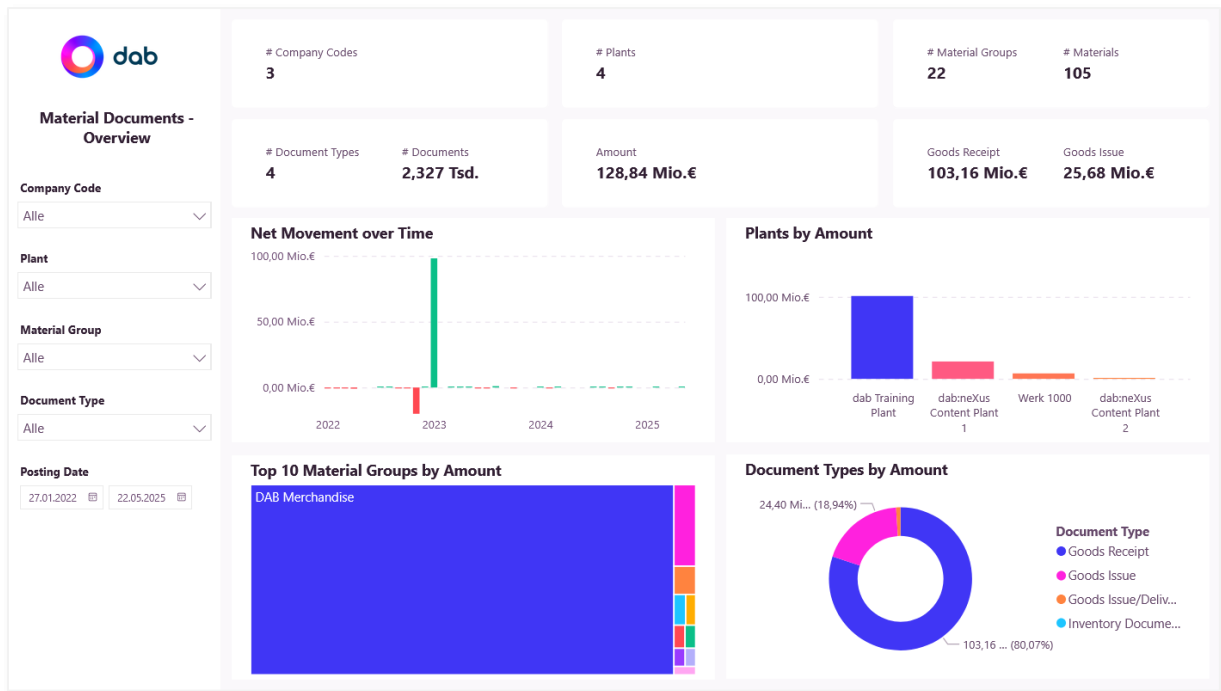 dab
Material Documents -
Overview
Company Code
Alle
Plant
Alle
Material Group
Alle
Document Type
Alle
Posting Date
27.01.2022
22.05.2025
# Company Codes
3
# Plants
4
# Material Groups
22
# Materials
105
# Document Types
4
# Documents
2,327 Tsd.
Amount
128,84 Mio.€
Goods Receipt
103,16 Mio.€
Goods Issue
25,68 Mio.€
Net Movement over Time
100,00 Mio.€
50,00 Mio.€
0,00 Mio.€
2022
2023
2024
2025
Plants by Amount
100,00 Mio.€
0,00 Mio.€
dab Training
Plant
dab:neXus
Content Plant
1
Werk 1000
dab:neXus
Content Plant
2
Top 10 Material Groups by Amount
DAB Merchandise
Document Types by Amount
24,40 Mi... (18,94%)
103,16 ... (80,07%)
Document Type
Goods Receipt
Goods Issue
Goods Issue/Deliv...
Inventory Docume...